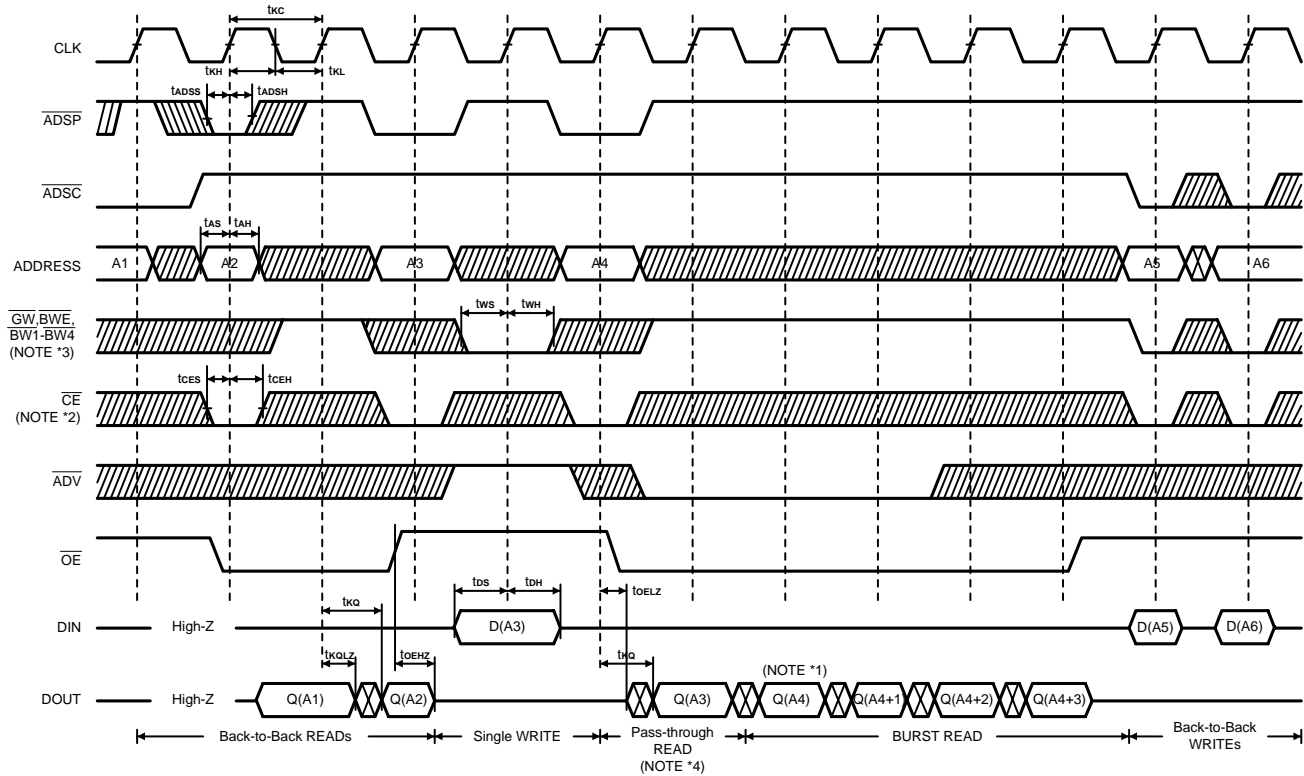 tKC
CLK
tKH
tKL
tADSS
tADSH
ADSP
ADSC
tAS
tAH
ADDRESS
A1
A2
A3
A4
A5
A6
tWS
tWH
GW,BWE,
BW1-BW4
(NOTE *3)
tCES
tCEH
CE
(NOTE *2)
ADV
OE
tDS
tDH
tOELZ
tKQ
DIN
High-Z
D(A3)
D(A5)
D(A6)
tKQLZ
tOEHZ
tKQ
(NOTE *1)
DOUT
High-Z
Q(A1)
Q(A2)
Q(A3)
Q(A4)
Q(A4+1)
Q(A4+2)
Q(A4+3)
Back-to-Back READs
Single WRITE
Pass-through
READ
(NOTE *4)
BURST READ
Back-to-Back
WRITEs